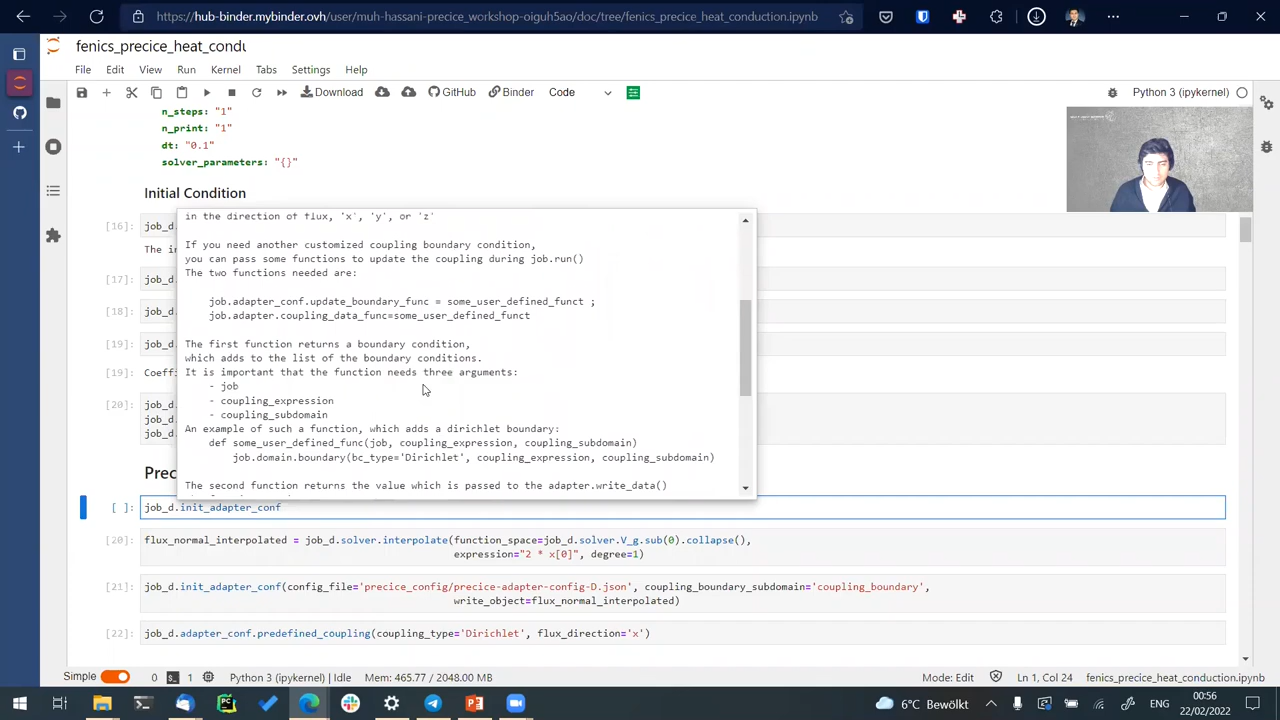 https://hub-binder.mybinder.ovh/user/muh-hassani-precice_workshop-oiguh5ao/doc/tree/fenics_precice_heat_conduction.ipynb
fenics_precice_heat_condu
File Edit View Run Kernel Tabs Settings Help
Download GitHub Binder Code Python 3 (ipykernel)
n_steps: "1"
n_print: "1"
dt: "0.1"
solver_parameters: "{}"
Initial Condition
in the direction of flux, 'x', 'y', or 'z'
[16]: job_d.
If you need another customized coupling boundary condition,
The in
you can pass some functions to update the coupling during job.run()
The two functions needed are:
[17]: job_d.
job.adapter_conf.update_boundary_func = some_user_defined_funct ;
[18]: job_d.
job.adapter.coupling_data_func=some_user_defined_funct
[19]: job_d.
The first function returns a boundary condition,
which adds to the list of the boundary conditions.
[19]: Coeffi
It is important that the function needs three arguments:
- job
- coupling_expression
[20]: job_d.
- coupling_subdomain
job_d.
An example of such a function, which adds a dirichlet boundary:
job_d.
def some_user_defined_func(job, coupling_expression, coupling_subdomain)
job.domain.boundary(bc_type='Dirichlet', coupling_expression, coupling_subdomain)
Prec
The second function returns the value which is passed to the adapter.write_data()
[ ]: job_d.init_adapter_conf
[20]: flux_normal_interpolated = job_d.solver.interpolate(function_space=job_d.solver.V_g.sub(0).collapse(),
expression="2 * x[0]", degree=1)
[21]: job_d.init_adapter_conf(config_file='precice_config/precice-adapter-config-D.json', coupling_boundary_subdomain='coupling_boundary',
write_object=flux_normal_interpolated)
[22]: job_d.adapter_conf.predefined_coupling(coupling_type='Dirichlet', flux_direction='x')
Simple 0 1 Python 3 (ipykernel) | Idle Mem: 465.77 / 2048.00 MB Mode: Edit Ln 1, Col 24 fenics_precice_heat_conduction.ipynb
6°C Bewölkt ENG 00:56
22/02/2022